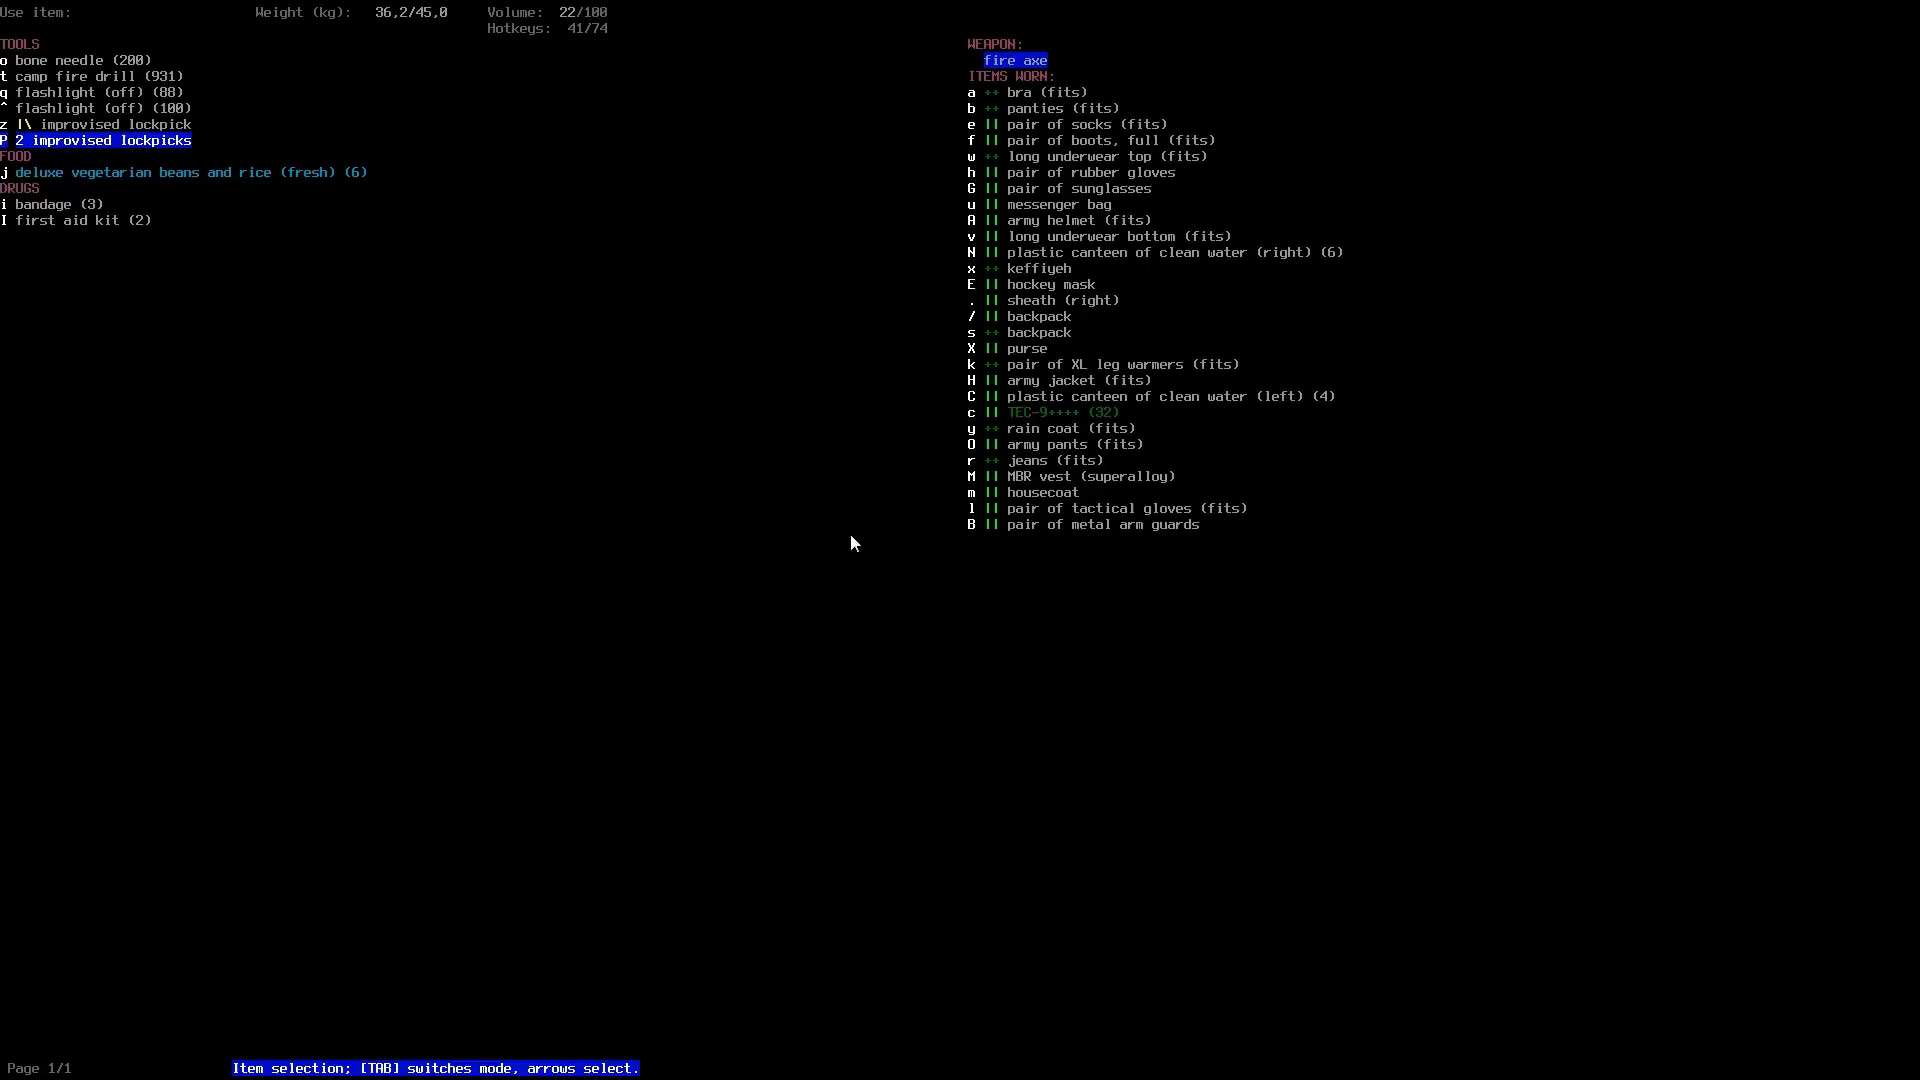 Use item: Weight (kg): 36,2/45,0 Volume: 22/100
Hotkeys: 41/74
TOOLS
o bone needle (200)
t camp fire drill (931)
q flashlight (off) (88)
^ flashlight (off) (100)
z |\ improvised lockpick
P 2 improvised lockpicks
FOOD
j deluxe vegetarian beans and rice (fresh) (6)
DRUGS
i bandage (3)
I first aid kit (2)
WEAPON:
fire axe
ITEMS WORN:
a ++ bra (fits)
b ++ panties (fits)
e || pair of socks (fits)
f || pair of boots, full (fits)
w ++ long underwear top (fits)
h || pair of rubber gloves
G || pair of sunglasses
u || messenger bag
A || army helmet (fits)
v || long underwear bottom (fits)
N || plastic canteen of clean water (right) (6)
x ++ keffiyeh
E || hockey mask
. || sheath (right)
/ || backpack
s ++ backpack
X || purse
k ++ pair of XL leg warmers (fits)
H || army jacket (fits)
C || plastic canteen of clean water (left) (4)
c || TEC-9++++ (32)
y ++ rain coat (fits)
O || army pants (fits)
r ++ jeans (fits)
M || MBR vest (superalloy)
m || housecoat
l || pair of tactical gloves (fits)
B || pair of metal arm guards
Page 1/1 Item selection; [TAB] switches mode, arrows select.